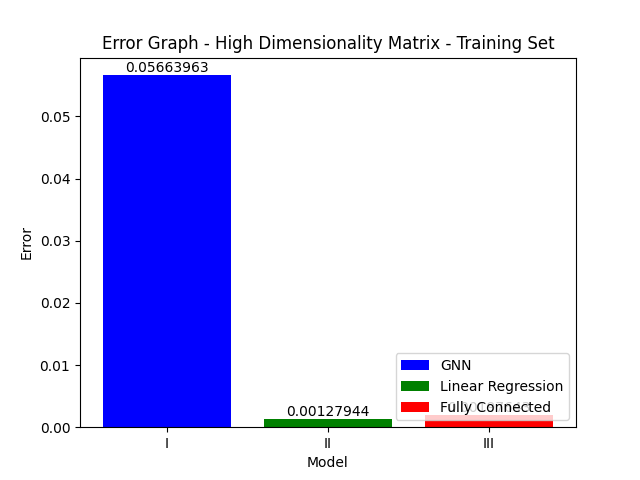 Error Graph - High Dimensionality Matrix - Training Set
0.05663963
0.05
0.04
0.03
0.02
0.01
0.00
Error
0.00127944
GNN
Linear Regression
Fully Connected
I
II
III
Model